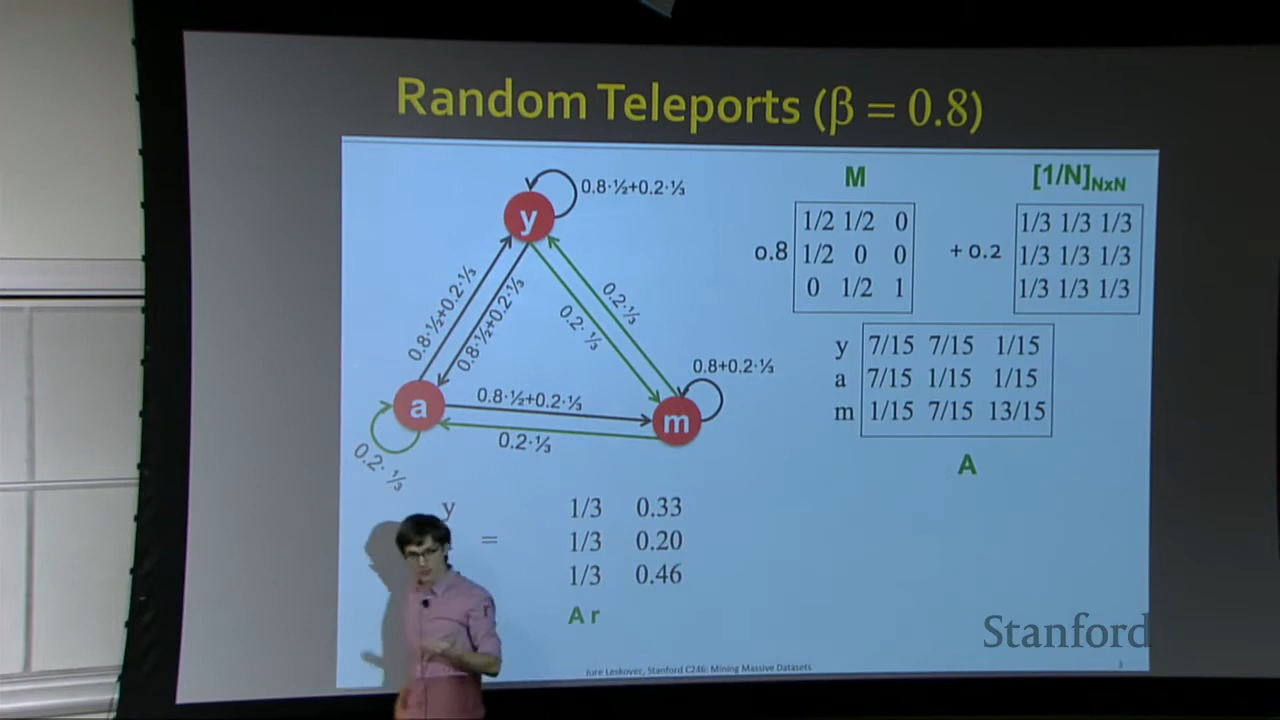 Random Teleports (β = 0.8)
y
0.8·½+0.2·⅓
0.8·½+0.2·⅓
0.8·½+0.2·⅓
0.2·⅓
0.2·⅓
a
0.8·½+0.2·⅓
0.2·⅓
m
0.8+0.2·⅓
0.2·⅓
M
0.8
1/2 1/2 0
1/2 0 0
0 1/2 1
[1/N]NxN
+ 0.2
1/3 1/3 1/3
1/3 1/3 1/3
1/3 1/3 1/3
y 7/15 7/15 1/15
a 7/15 1/15 1/15
m 1/15 7/15 13/15
A
y 1/3 0.33
= 1/3 0.20
1/3 0.46
A r
Stanford
Jure Leskovec, Stanford C246: Mining Massive Datasets
3